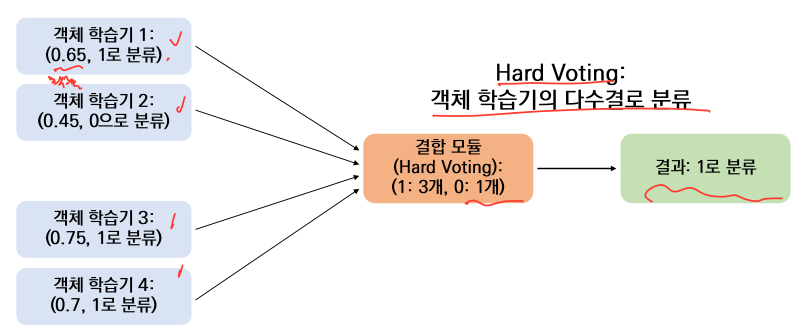 객체 학습기 1:
(0.65, 1로 분류)
객체 학습기 2:
(0.45, 0으로 분류)
객체 학습기 3:
(0.75, 1로 분류)
객체 학습기 4:
(0.7, 1로 분류)
Hard Voting:
객체 학습기의 다수결로 분류
결합 모듈
(Hard Voting):
(1: 3개, 0: 1개)
결과: 1로 분류